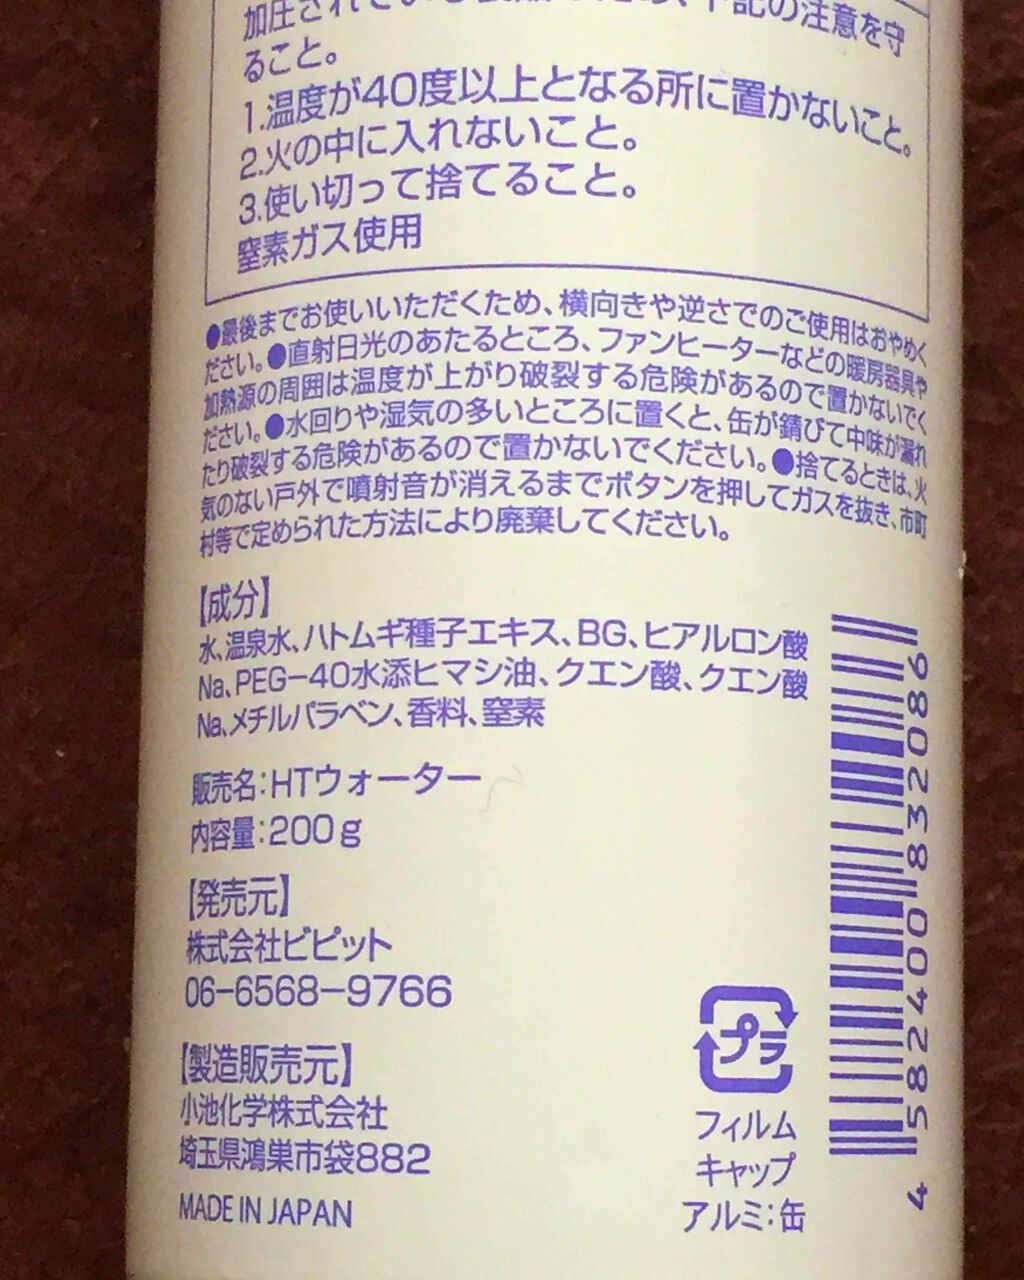 加圧されている
の注意を守
ること。
1.温度が40度以上となる所に置かないこと。
2.火の中に入れないこと。
3.使い切って捨てること。
窒素ガス使用
●最後までお使いいただくため、横向きや逆さでのご使用はおやめく
ださい。●直射日光のあたるところ、ファンヒーターなどの暖房器具や
加熱源の周囲は温度が上がり破裂する危険があるので置かないでく
ださい。●水回りや湿気の多いところに置くと、缶が錆びて中味が漏れ
たり破裂する危険があるので置かないでください。●捨てるときは、火
気のない戸外で噴射音が消えるまでボタンを押してガスを抜き、市町
村等で定められた方法により廃棄してください。
【成分】
水、温泉水、ハトムギ種子エキス、BG、ヒアルロン酸
Na、PEG−40水添ヒマシ油、クエン酸、クエン酸
Na、メチルパラベン、香料、窒素
販売名:HTウォーター
内容量:200g
【発売元】
株式会社ビピット
06−6568−9766
【製造販売元】
小池化学株式会社
埼玉県鴻巣市袋882
MADE IN JAPAN
プラ
フィルム
キャップ
アルミ:缶
4 582400 832086